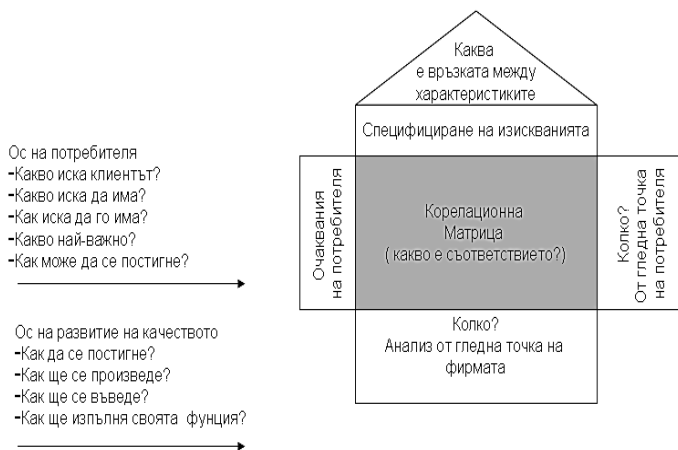 Каква
е връзката между
характеристиките
Специфициране на изискванията
Ос на потребителя
-Какво иска клиентът?
-Какво иска да има?
-Как иска да го има?
-Какво най-важно?
-Как може да се постигне?
Очаквания
на потребителя
Корелационна
Матрица
( какво е съответствието?)
Колко?
От гледна точка
на потребителя
Ос на развитие на качеството
-Как да се постигне?
-Как ще се произведе?
-Как ще се въведе?
-Как ще изпълня своята фунция?
Колко?
Анализ от гледна точка на
фирмата